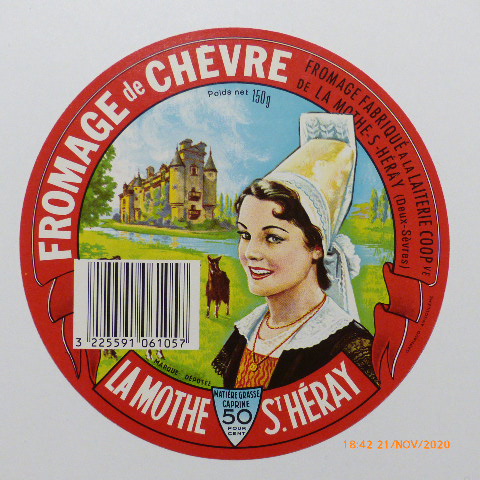 FROMAGE de CHÈVRE
Poids net 150g
FROMAGE FABRIQUÉ A LA LAITERIE COOP VE
DE LA MOTHE-S-HÉRAY (Deux-Sèvres)
3 225591 061057
MARQUE DÉPOSÉE
LA MOTHE ST. HÉRAY
MATIÈRE GRASSE
CAPRINE
50
POUR
CENT
18:42 21/NOV/2020